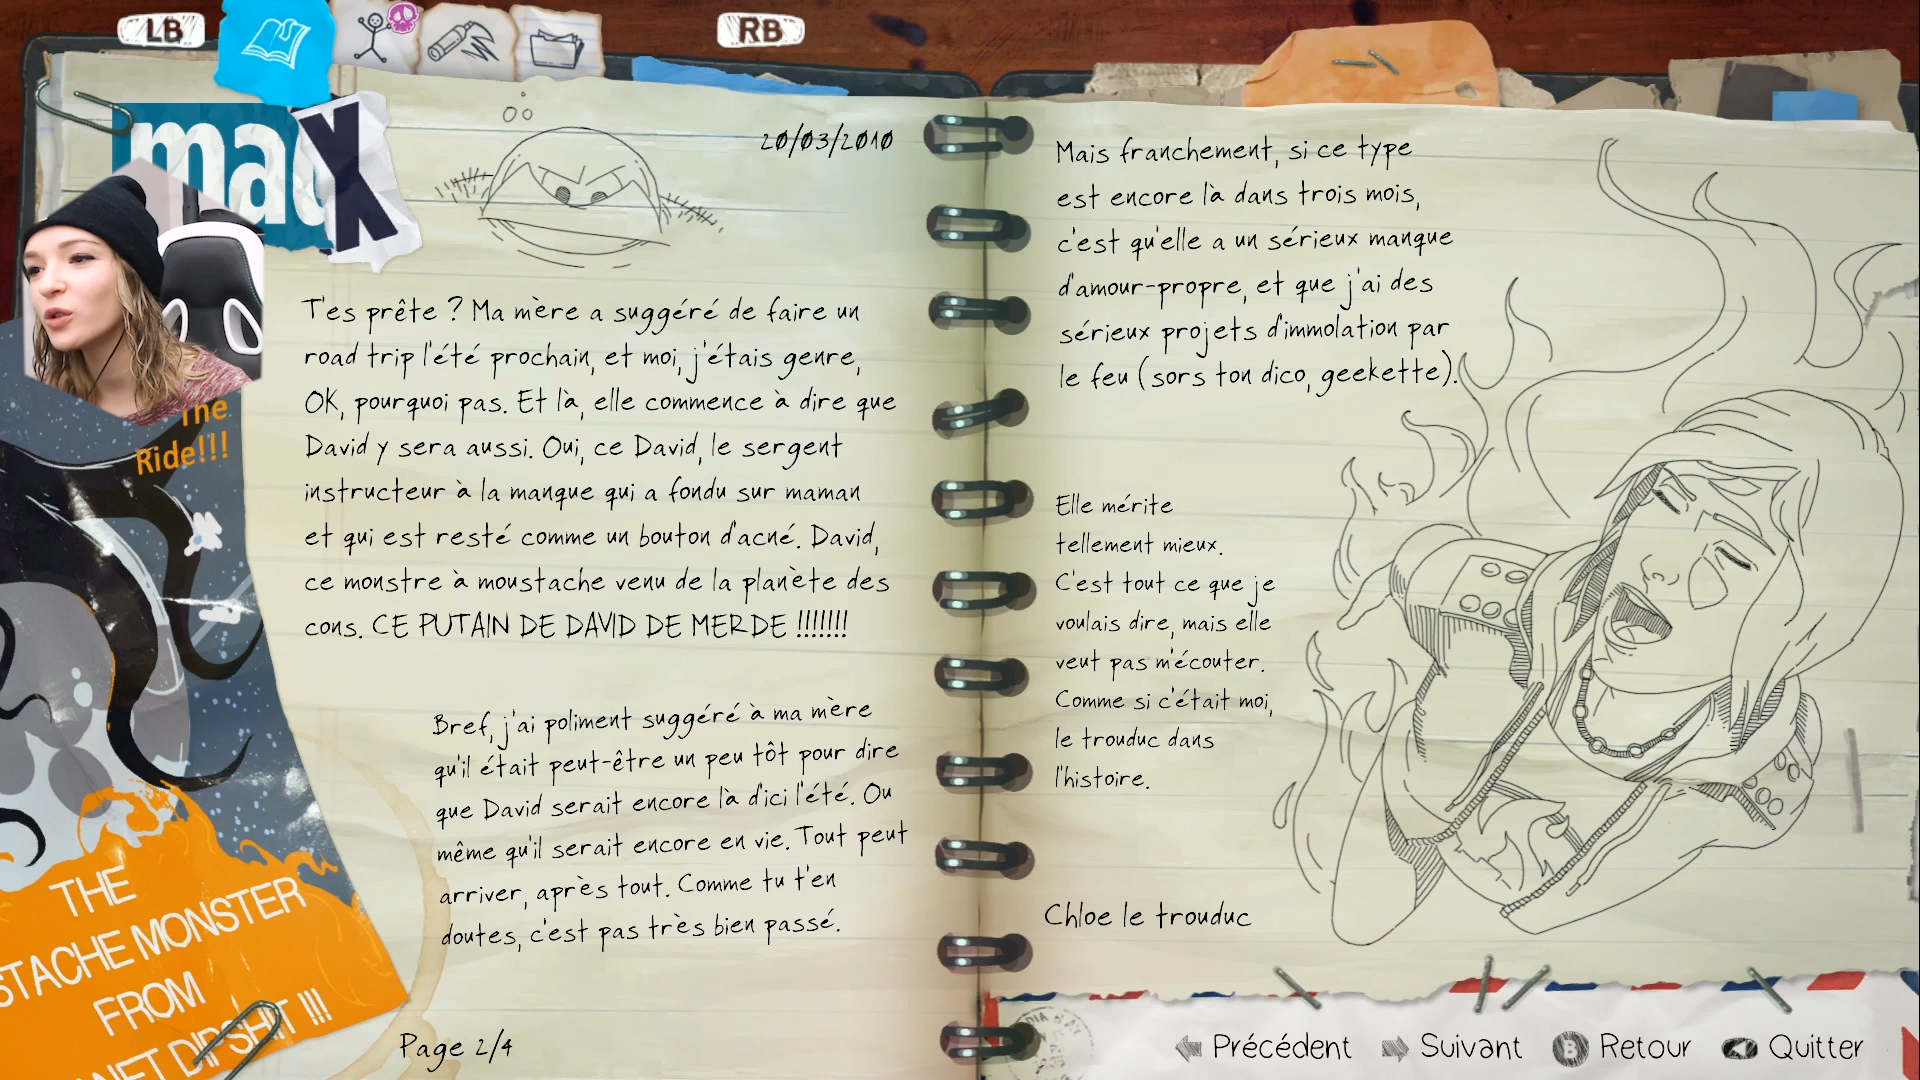 LB
RB
maX
The
Ride!!!
THE
STACHE MONSTER
FROM
NET DIPSHIT !!!
20/03/2010
T'es prête ? Ma mère a suggéré de faire un
road trip l'été prochain, et moi, j'étais genre,
OK, pourquoi pas. Et là, elle commence à dire que
David y sera aussi. Oui, ce David, le sergent
instructeur à la manque qui a fondu sur maman
et qui est resté comme un bouton d'acné. David,
ce monstre à moustache venu de la planète des
cons. CE PUTAIN DE DAVID DE MERDE !!!!!!!
Bref, j'ai poliment suggéré à ma mère
qu'il était peut-être un peu tôt pour dire
que David serait encore là d'ici l'été. Ou
même qu'il serait encore en vie. Tout peut
arriver, après tout. Comme tu t'en
doutes, c'est pas très bien passé.
Page 2/4
Mais franchement, si ce type
est encore là dans trois mois,
c'est qu'elle a un sérieux manque
d'amour-propre, et que j'ai des
sérieux projets d'immolation par
le feu (sors ton dico, geekette).
Elle mérite
tellement mieux.
C'est tout ce que je
voulais dire, mais elle
veut pas m'écouter.
Comme si c'était moi,
le trouduc dans
l'histoire.
Chloe le trouduc
Précédent
Suivant
B Retour
Quitter